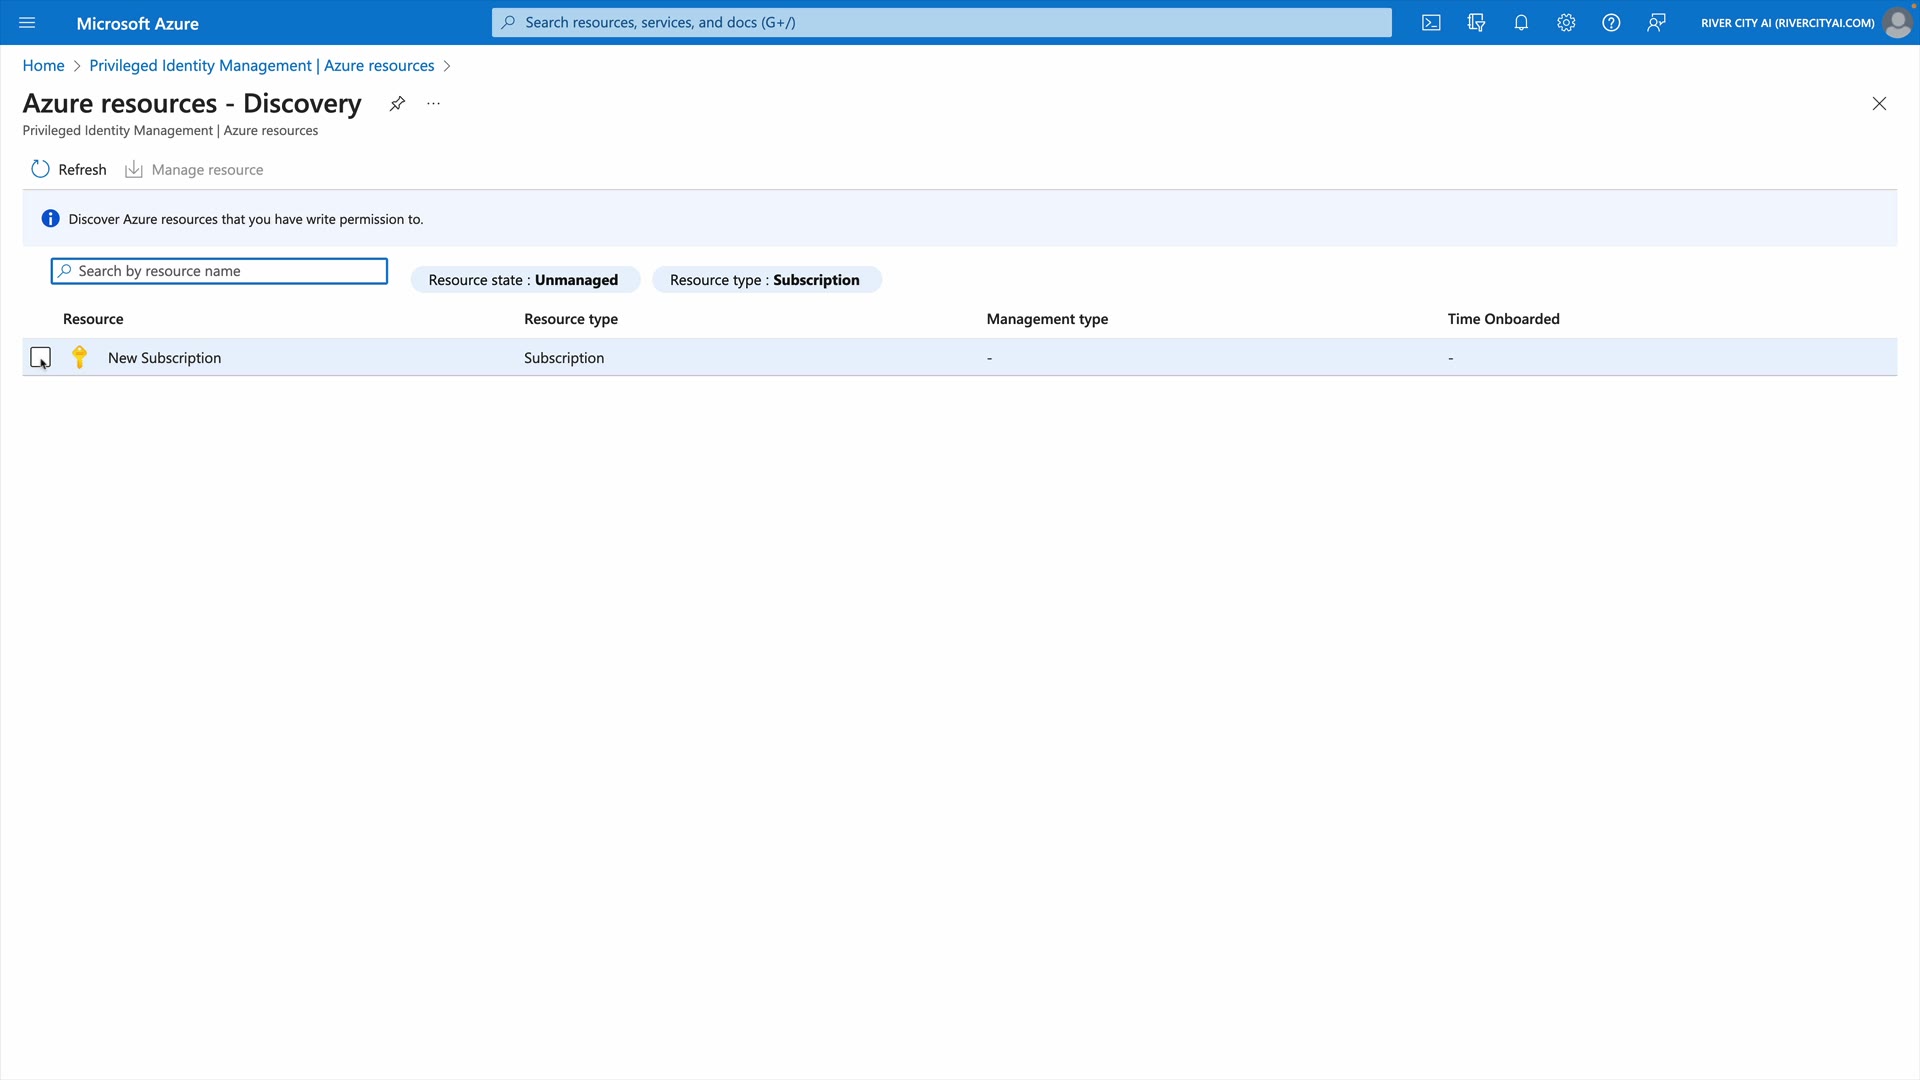 Microsoft Azure
Search resources, services, and docs (G+/)
RIVER CITY AI (RIVERCITYAI.COM)
Home > Privileged Identity Management | Azure resources >
Azure resources - Discovery
Privileged Identity Management | Azure resources
Refresh Manage resource
Discover Azure resources that you have write permission to.
Search by resource name Resource state : Unmanaged Resource type : Subscription
Resource Resource type Management type Time Onboarded
New Subscription Subscription - -